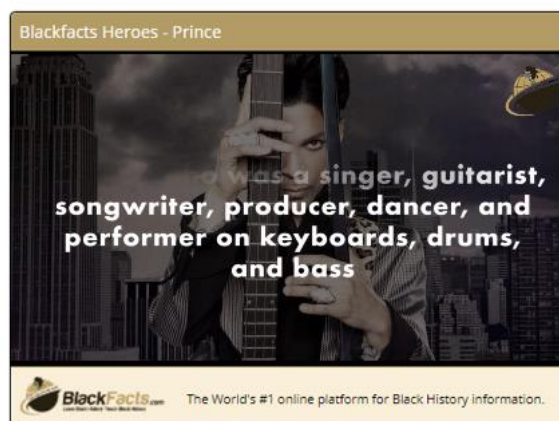 Blackfacts Heroes - Prince
was a singer, guitarist,
songwriter, producer, dancer, and
performer on keyboards, drums,
and bass
BlackFacts.com
The World's #1 online platform for Black History information.